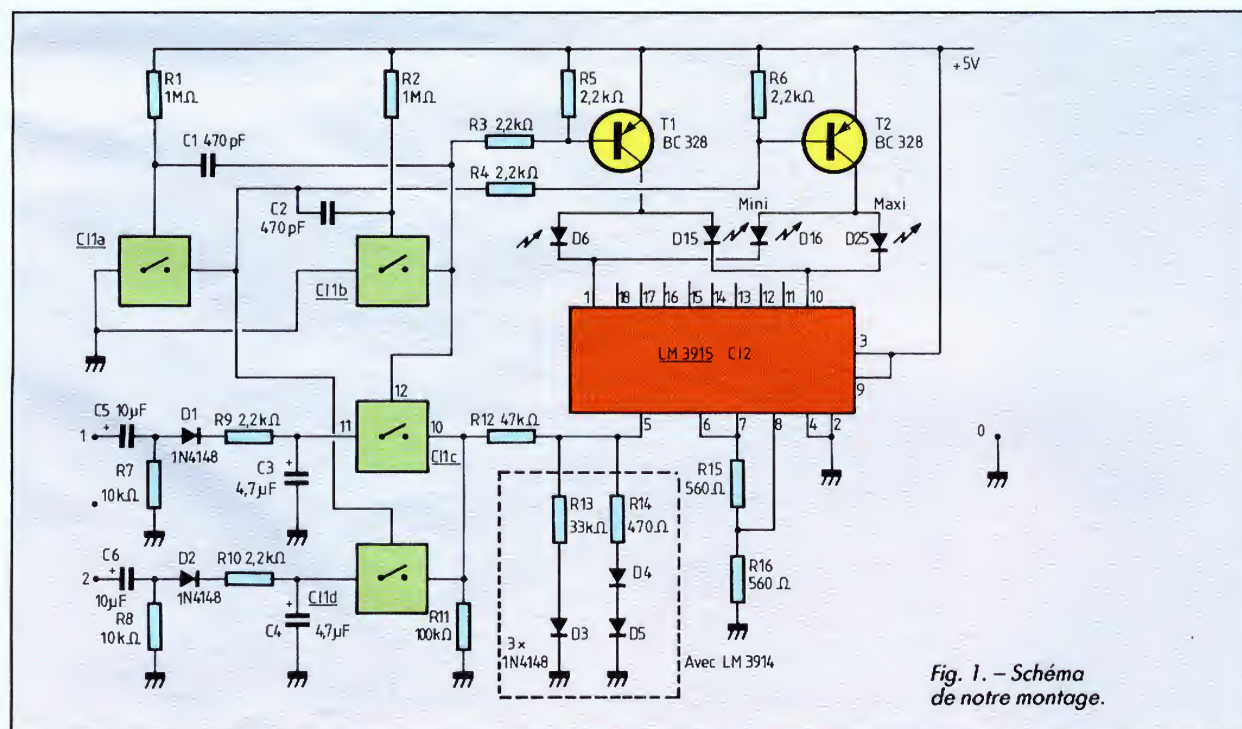 R1
1MΩ
R2
1MΩ
R5
2,2kΩ
R6
2,2kΩ
+5V
C1 470 pF
R3 2,2kΩ
T1
BC 328
T2
BC 328
R4 2,2kΩ
C2
470 pF
Mini
Maxi
CI1a
D6
D15
D16
D25
CI1b
1 18 17 16 15 14 13 12 11 10
LM 3915 CI2
3
9
12
C5 10µF
D1
R9 2,2kΩ
11
10
R12 47kΩ
5
6
7
8
4
2
0
1
+
1N4148
CI1c
R7
10kΩ
C3
4,7µF
+
R13
33kΩ
R14
470Ω
R15
560Ω
C6
D2
R10 2,2kΩ
2
+
10µF
1N4148
CI1d
+
D4
R16
560Ω
R8
10kΩ
C4
4,7µF
R11
100kΩ
D3
D5
3×
1N4148
Avec LM 3914
Fig. 1. – Schéma
de notre montage.